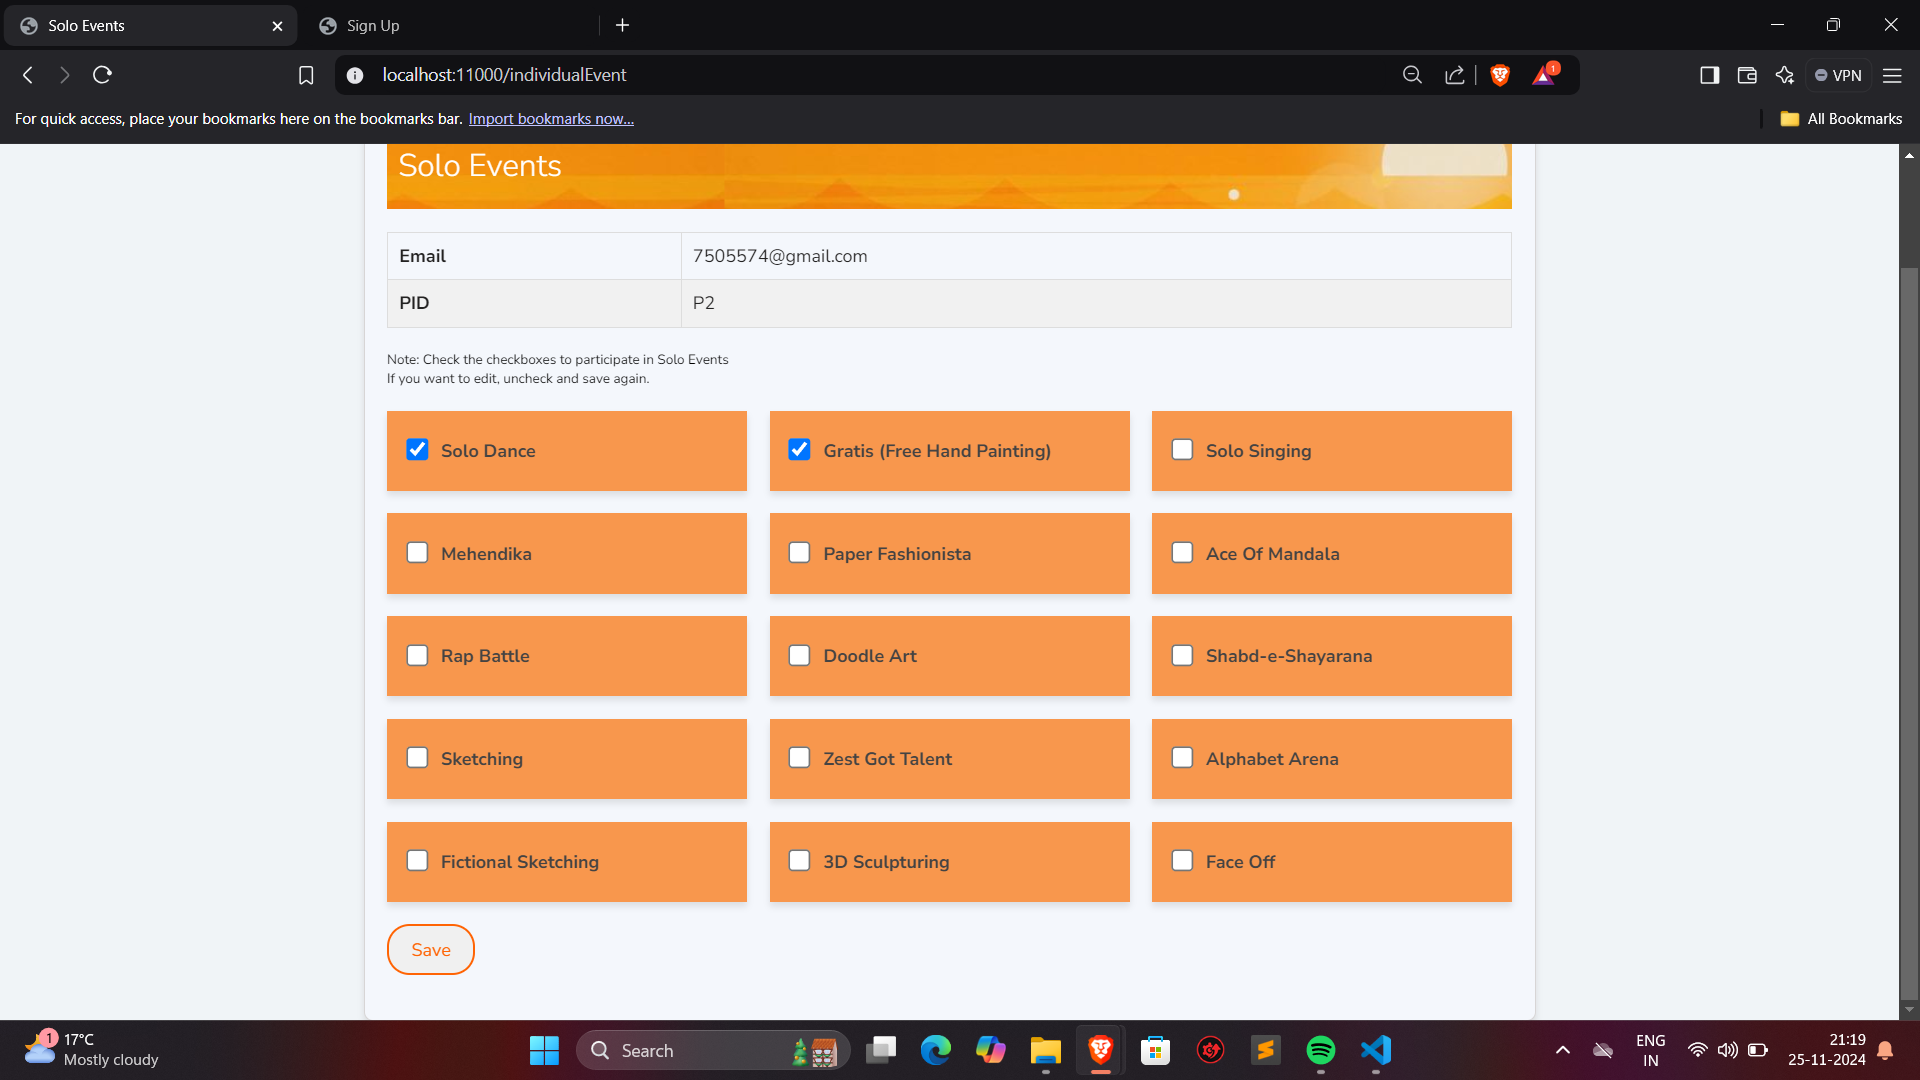 Solo Events
Sign Up
localhost:11000/individualEvent
1
VPN
For quick access, place your bookmarks here on the bookmarks bar. Import bookmarks now...
All Bookmarks
Solo Events
Email 7505574@gmail.com
PID P2
Note: Check the checkboxes to participate in Solo Events
If you want to edit, uncheck and save again.
Solo Dance Gratis (Free Hand Painting) Solo Singing
Mehendika Paper Fashionista Ace Of Mandala
Rap Battle Doodle Art Shabd-e-Shayarana
Sketching Zest Got Talent Alphabet Arena
Fictional Sketching 3D Sculpturing Face Off
Save
1
17°C
Mostly cloudy
Search
ENG
IN
21:19
25-11-2024